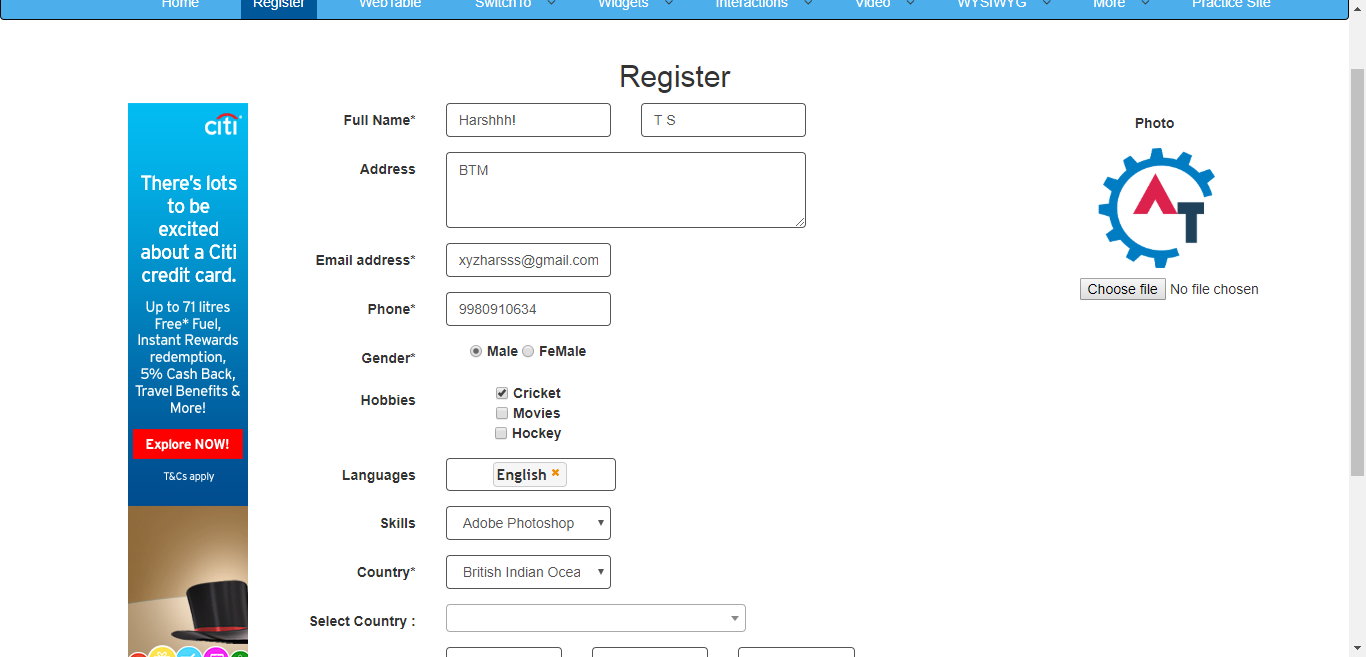 Home Register WebTable SwitchTo Widgets Interactions Video WYSIWYG More Practice Site
Register
Full Name* Harshhh! T S
Address BTM
Email address* xyzharsss@gmail.com
Phone* 9980910634
Gender* Male FeMale
Hobbies Cricket
Movies
Hockey
Languages English
Skills Adobe Photoshop
Country* British Indian Ocea
Select Country :
Photo
AT
Choose file No file chosen
citi
There's lots
to be
excited
about a Citi
credit card.
Up to 71 litres
Free* Fuel,
Instant Rewards
redemption,
5% Cash Back,
Travel Benefits &
More!
Explore NOW!
T&Cs apply